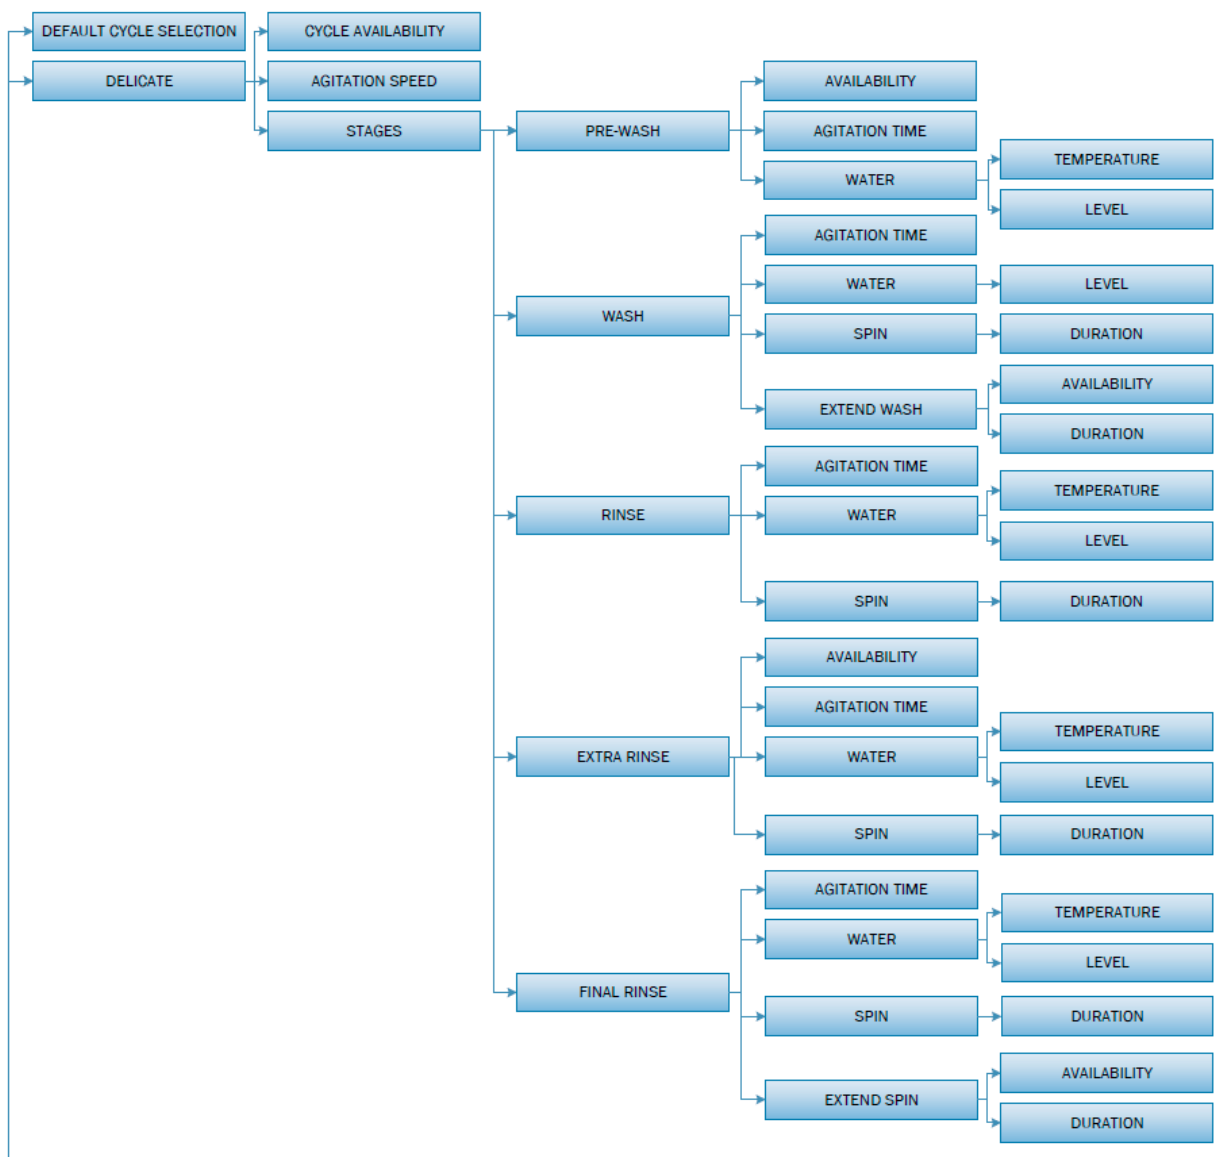 DEFAULT CYCLE SELECTION
CYCLE AVAILABILITY
DELICATE
AGITATION SPEED
STAGES
PRE-WASH
AVAILABILITY
AGITATION TIME
WATER
TEMPERATURE
LEVEL
WASH
AGITATION TIME
WATER
LEVEL
SPIN
DURATION
EXTEND WASH
AVAILABILITY
DURATION
RINSE
AGITATION TIME
WATER
TEMPERATURE
LEVEL
SPIN
DURATION
EXTRA RINSE
AVAILABILITY
AGITATION TIME
WATER
TEMPERATURE
LEVEL
SPIN
DURATION
FINAL RINSE
AGITATION TIME
WATER
TEMPERATURE
LEVEL
SPIN
DURATION
EXTEND SPIN
AVAILABILITY
DURATION